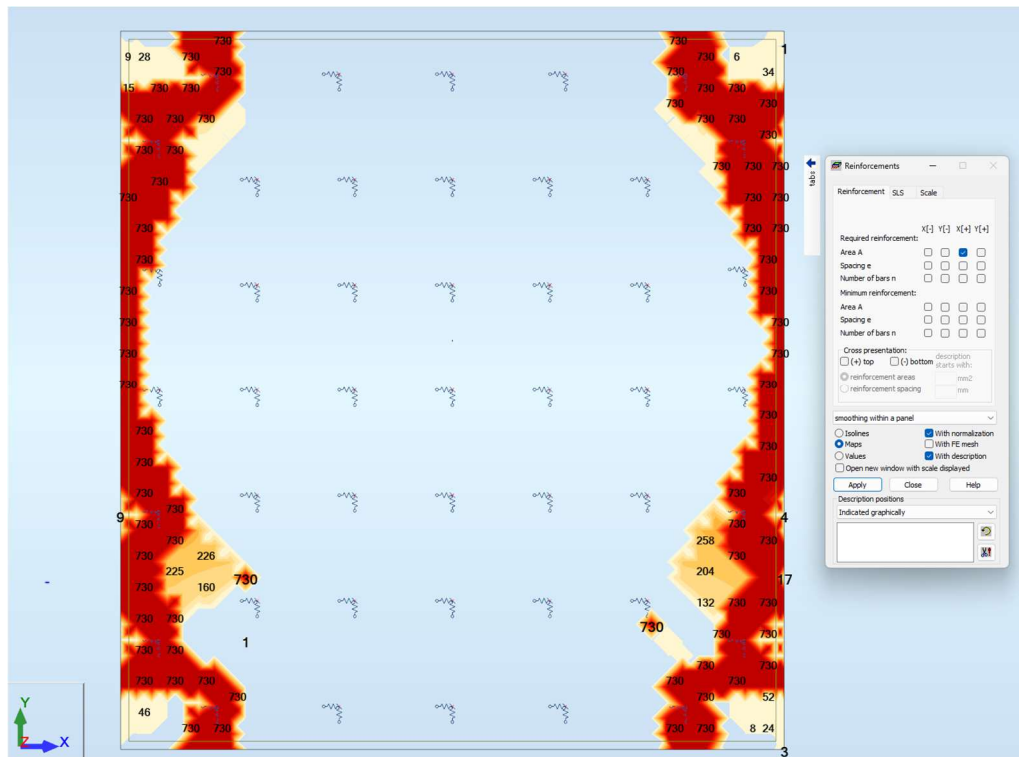 730 730
1
9 28 730 730 6
730 730 34
15 730 730 730 730
730 730
730 730 730 730 730
730
730 730 730
730 730 730
730
730 730
730 730 730
730 730
730 730
730 730
730 730
730 730
730 730
730 730
730 730
9 730 4
730 258 730
730 226 730
225 730 204 17
730 160 132 730 730
730 730 730
730 1 730 730
730 730 730
730 730 730 730 730
730 730 52
46
730 730 730 730 8 24
3
Y
Z X
tabs
Reinforcements
Reinforcement SLS Scale
X[-] Y[-] X[+] Y[+]
Required reinforcement:
Area A
Spacing e
Number of bars n
Minimum reinforcement:
Area A
Spacing e
Number of bars n
Cross presentation:
(+) top (-) bottom description
starts with:
reinforcement areas mm2
reinforcement spacing mm
smoothing within a panel
Isolines With normalization
Maps With FE mesh
Values With description
Open new window with scale displayed
Apply Close Help
Description positions
Indicated graphically